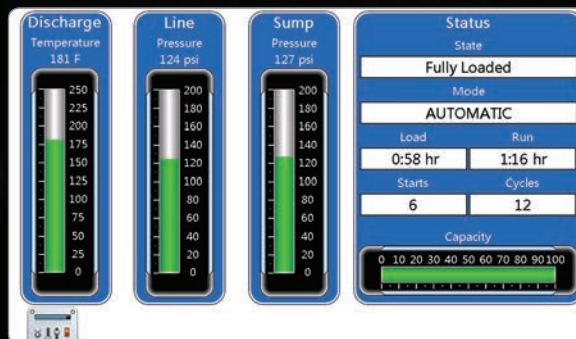 Discharge
Temperature
181 F
250
225
200
175
150
125
100
75
50
25
0
Line
Pressure
124 psi
200
180
160
140
120
100
80
60
40
20
0
Sump
Pressure
127 psi
200
180
160
140
120
100
80
60
40
20
0
Status
State
Fully Loaded
Mode
AUTOMATIC
Load Run
0:58 hr 1:16 hr
Starts Cycles
6 12
Capacity
0 10 20 30 40 50 60 70 80 90 100